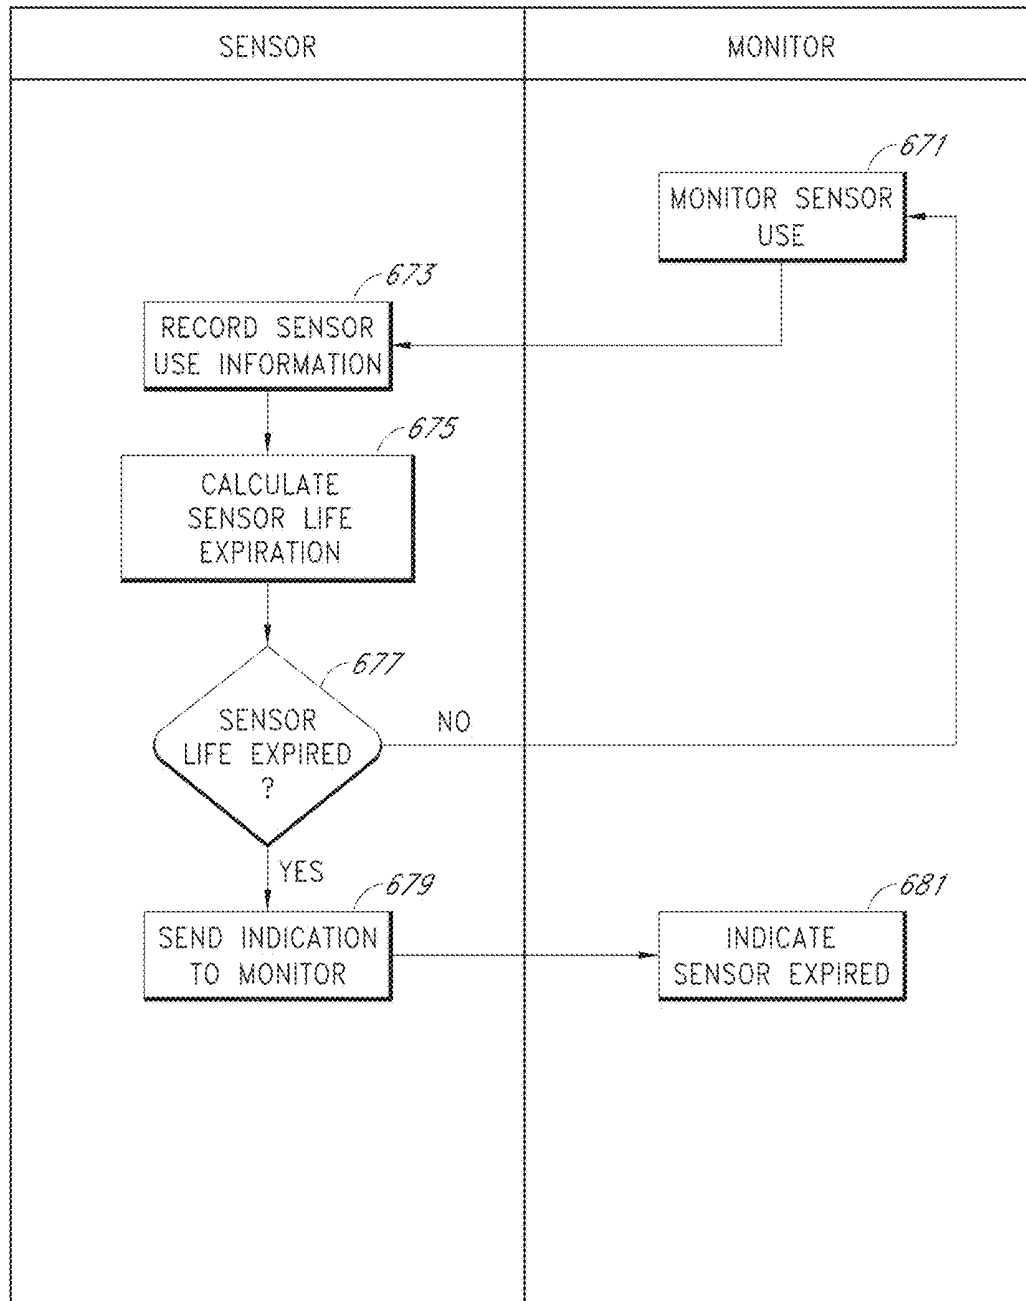 SENSOR
MONITOR
671
MONITOR SENSOR
USE
673
RECORD SENSOR
USE INFORMATION
675
CALCULATE
SENSOR LIFE
EXPIRATION
677
SENSOR
LIFE EXPIRED
?
NO
YES
679
SEND INDICATION
TO MONITOR
681
INDICATE
SENSOR EXPIRED